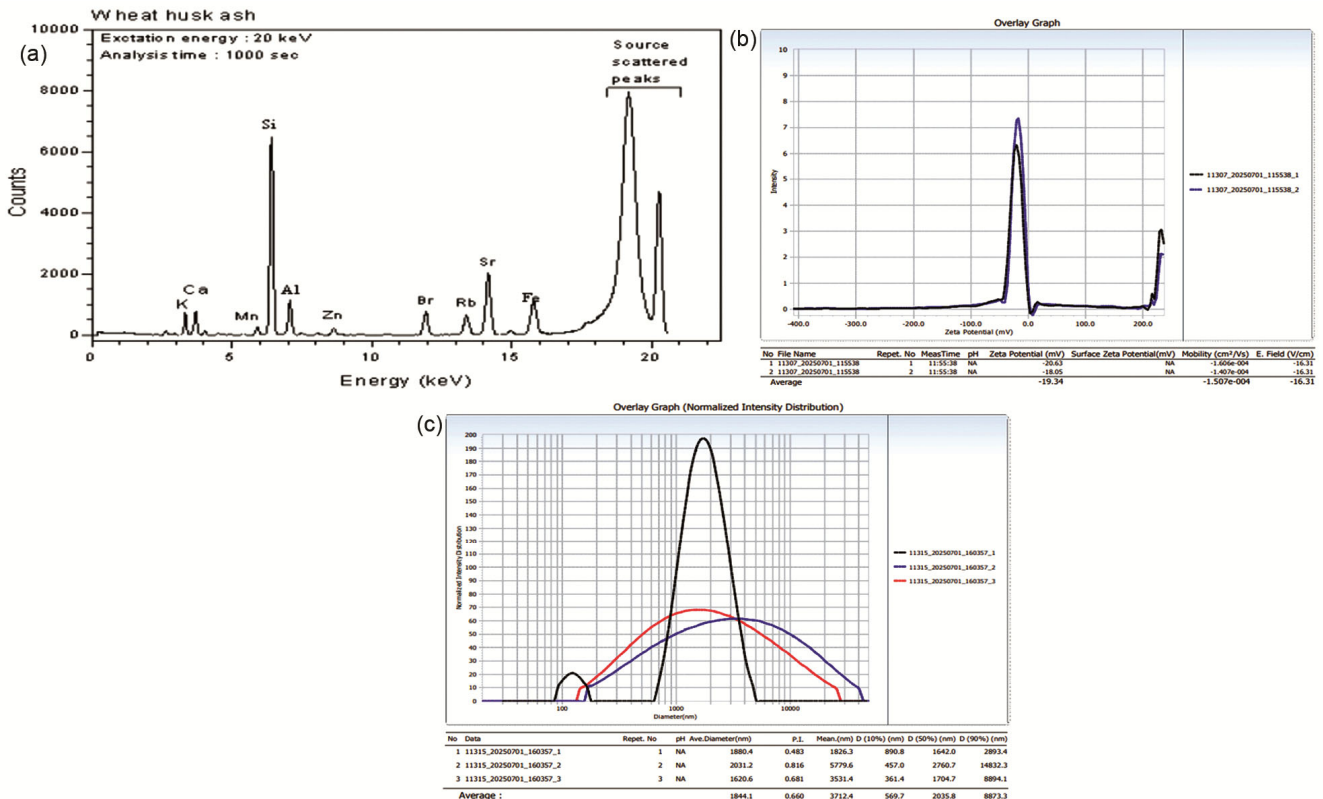 (a)
Wheat husk ash
Exctation energy : 20 keV
Analysis time : 1000 sec
Source
scattered
peaks
Counts
10000
8000
6000
4000
2000
0
K
Ca
Mn
Si
Al
Zn
Br
Rb
Sr
Fe
0 5 10 15 20
Energy (keV)
(b)
Overlay Graph
Intensity
10
9
8
7
6
5
4
3
2
1
0
-400.0 -300.0 -200.0 -100.0 0.0 100.0 200.0
Zeta Potential (mV)
11307_20250701_115538_1
11307_20250701_115538_2
No File Name Repet. No MeasTime pH Zeta Potential (mV) Surface Zeta Potential(mV) Mobility (cm²/Vs) E. Field (V/cm)
1 11307_20250701_115538 1 11:55:38 NA -20.63 NA -1.606e-004 -16.31
2 11307_20250701_115538 2 11:55:38 NA -18.05 NA -1.407e-004 -16.31
Average -19.34 -1.507e-004 -16.31
(c)
Overlay Graph (Normalized Intensity Distribution)
Normalized Intensity Distribution
200
190
180
170
160
150
140
130
120
110
100
90
80
70
60
50
40
30
20
10
0
100 1000 10000
Diameter(nm)
11315_20250701_160357_1
11315_20250701_160357_2
11315_20250701_160357_3
No Data Repet. No pH Ave.Diameter(nm) P.I. Mean.(nm) D (10%) (nm) D (50%) (nm) D (90%) (nm)
1 11315_20250701_160357_1 1 NA 1880.4 0.483 1826.3 890.8 1642.0 2893.4
2 11315_20250701_160357_2 2 NA 2031.2 0.816 5779.6 457.0 2760.7 14832.3
3 11315_20250701_160357_3 3 NA 1620.6 0.681 3531.4 361.4 1704.7 8894.1
Average : 1844.1 0.660 3712.4 569.7 2035.8 8873.3